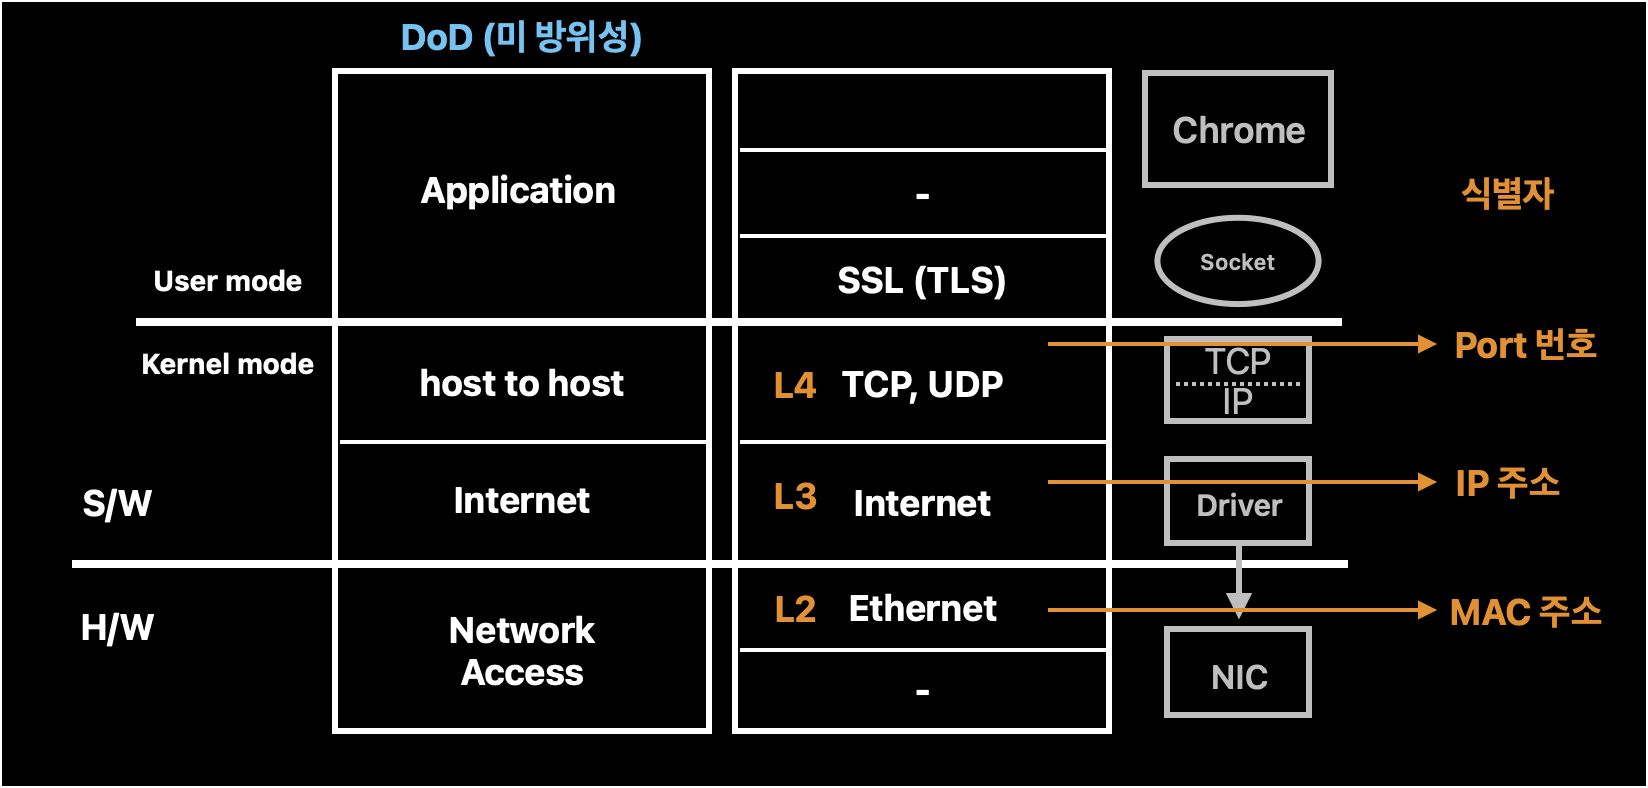 DoD (미 방위성)
Application
-
SSL (TLS)
Chrome
Socket
식별자
User mode
Kernel mode
host to host
L4 TCP, UDP
TCP
IP
Port 번호
S/W
Internet
L3 Internet
Driver
IP 주소
H/W
Network
Access
L2 Ethernet
-
NIC
MAC 주소